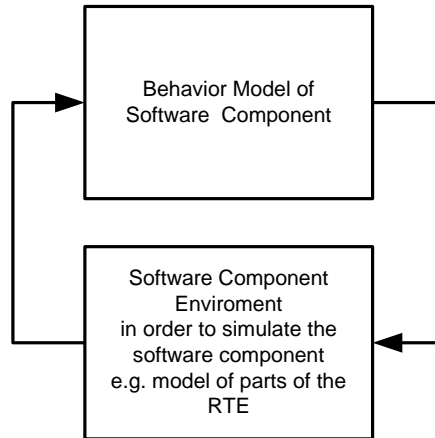 Behavior Model of
Software Component
Software Component
Enviroment
in order to simulate the
software component
e.g. model of parts of the
RTE